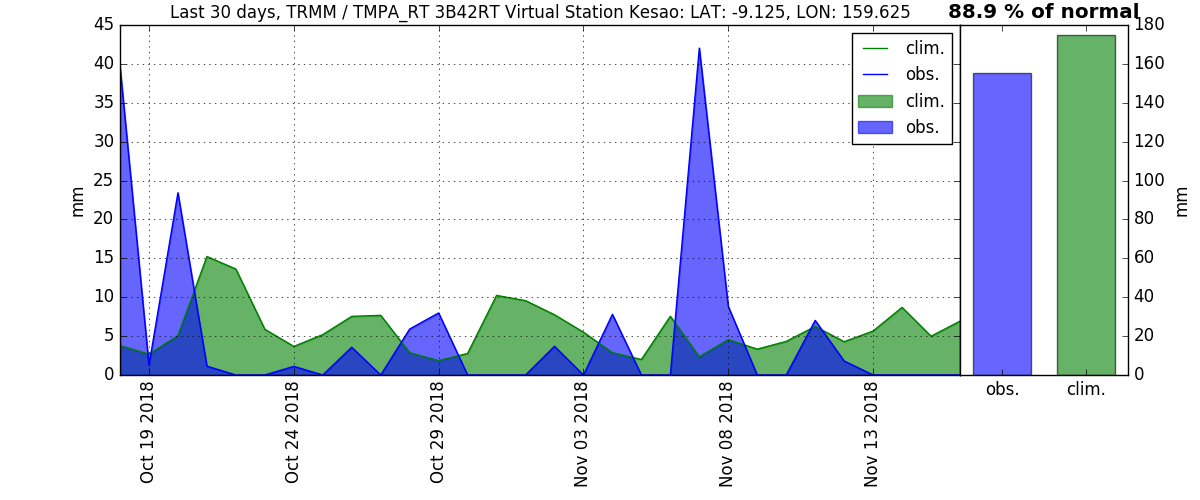 Last 30 days, TRMM / TMPA_RT 3B42RT Virtual Station Kesao: LAT: -9.125, LON: 159.625
88.9 % of normal
45
40
35
30
25
20
15
10
5
0
mm
clim.
obs.
clim.
obs.
Oct 19 2018
Oct 24 2018
Oct 29 2018
Nov 03 2018
Nov 08 2018
Nov 13 2018
180
160
140
120
100
80
60
40
20
0
mm
obs.
clim.